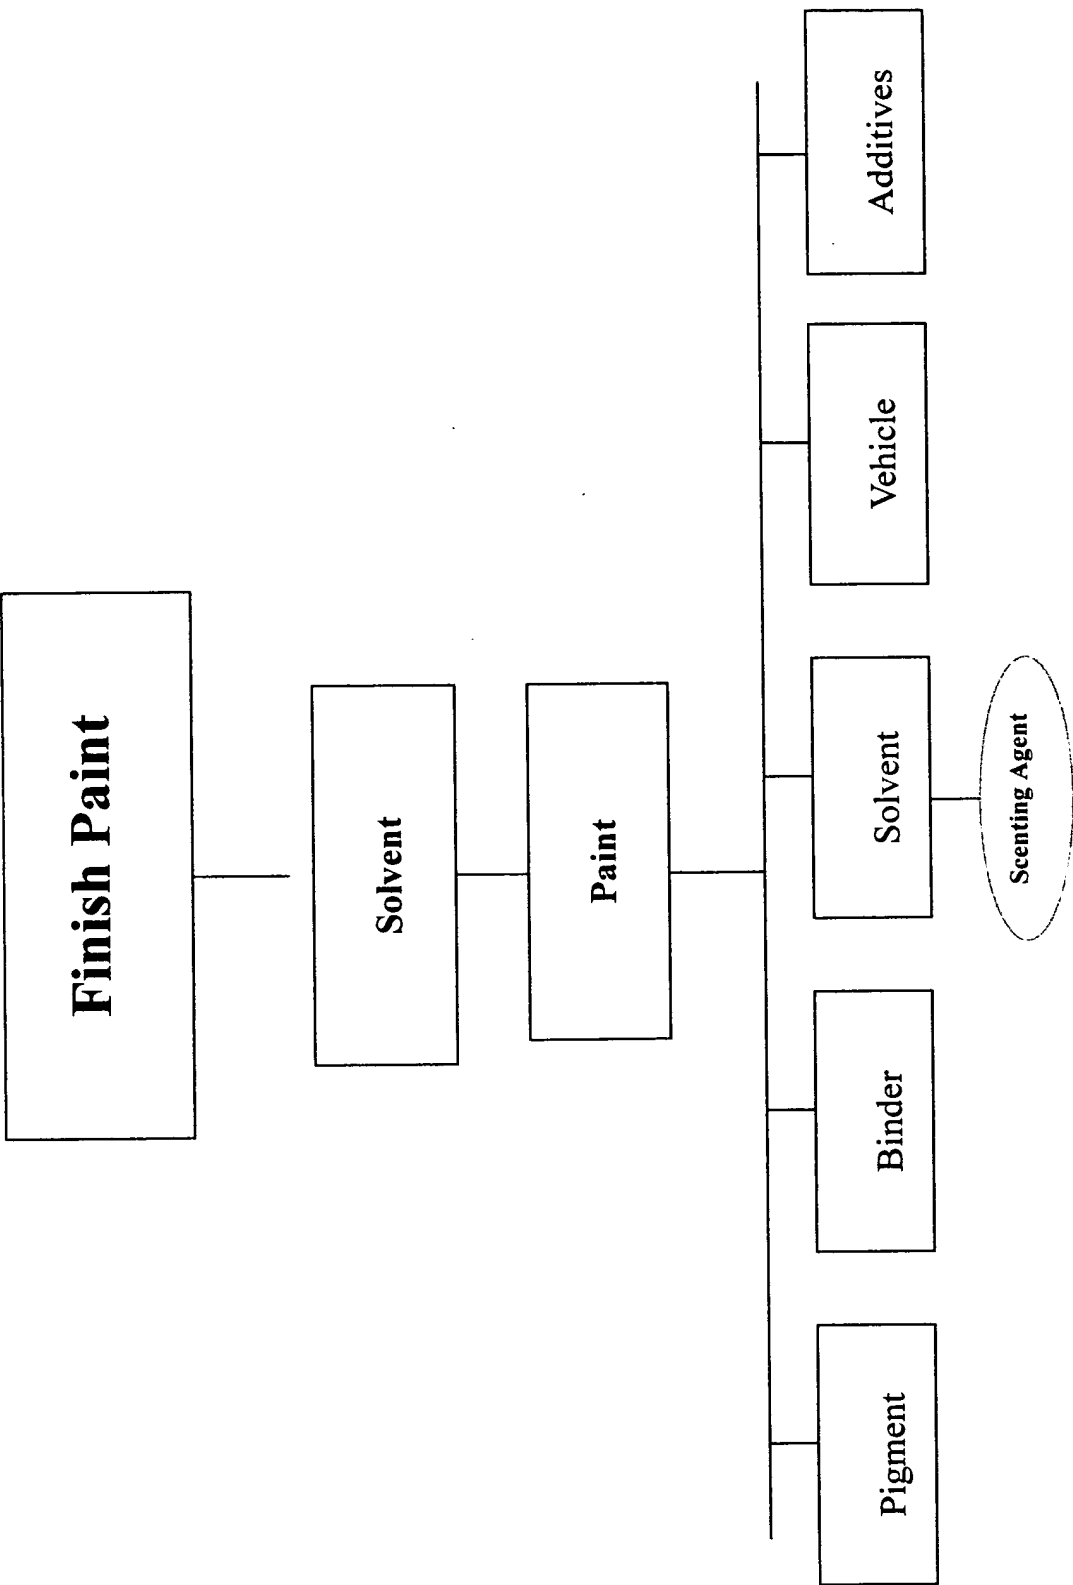 Finish Paint
Solvent
Paint
Pigment
Binder
Solvent
Vehicle
Additives
Scenting Agent